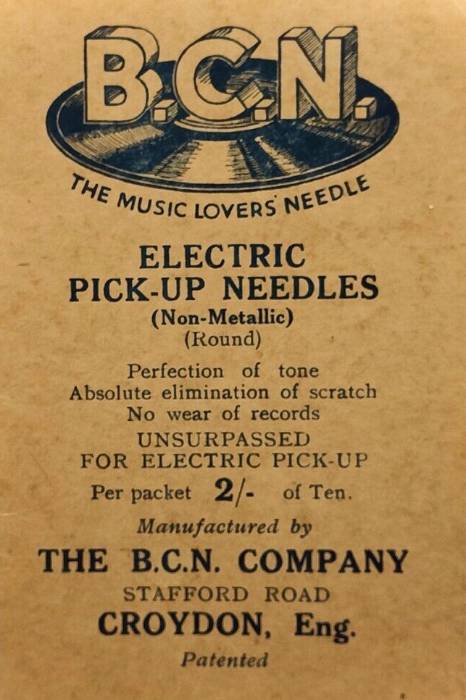 B.C.N.
THE MUSIC LOVERS' NEEDLE
ELECTRIC
PICK-UP NEEDLES
(Non-Metallic)
(Round)
Perfection of tone
Absolute elimination of scratch
No wear of records
UNSURPASSED
FOR ELECTRIC PICK-UP
Per packet 2/- of Ten.
Manufactured by
THE B.C.N. COMPANY
STAFFORD ROAD
CROYDON, Eng.
Patented